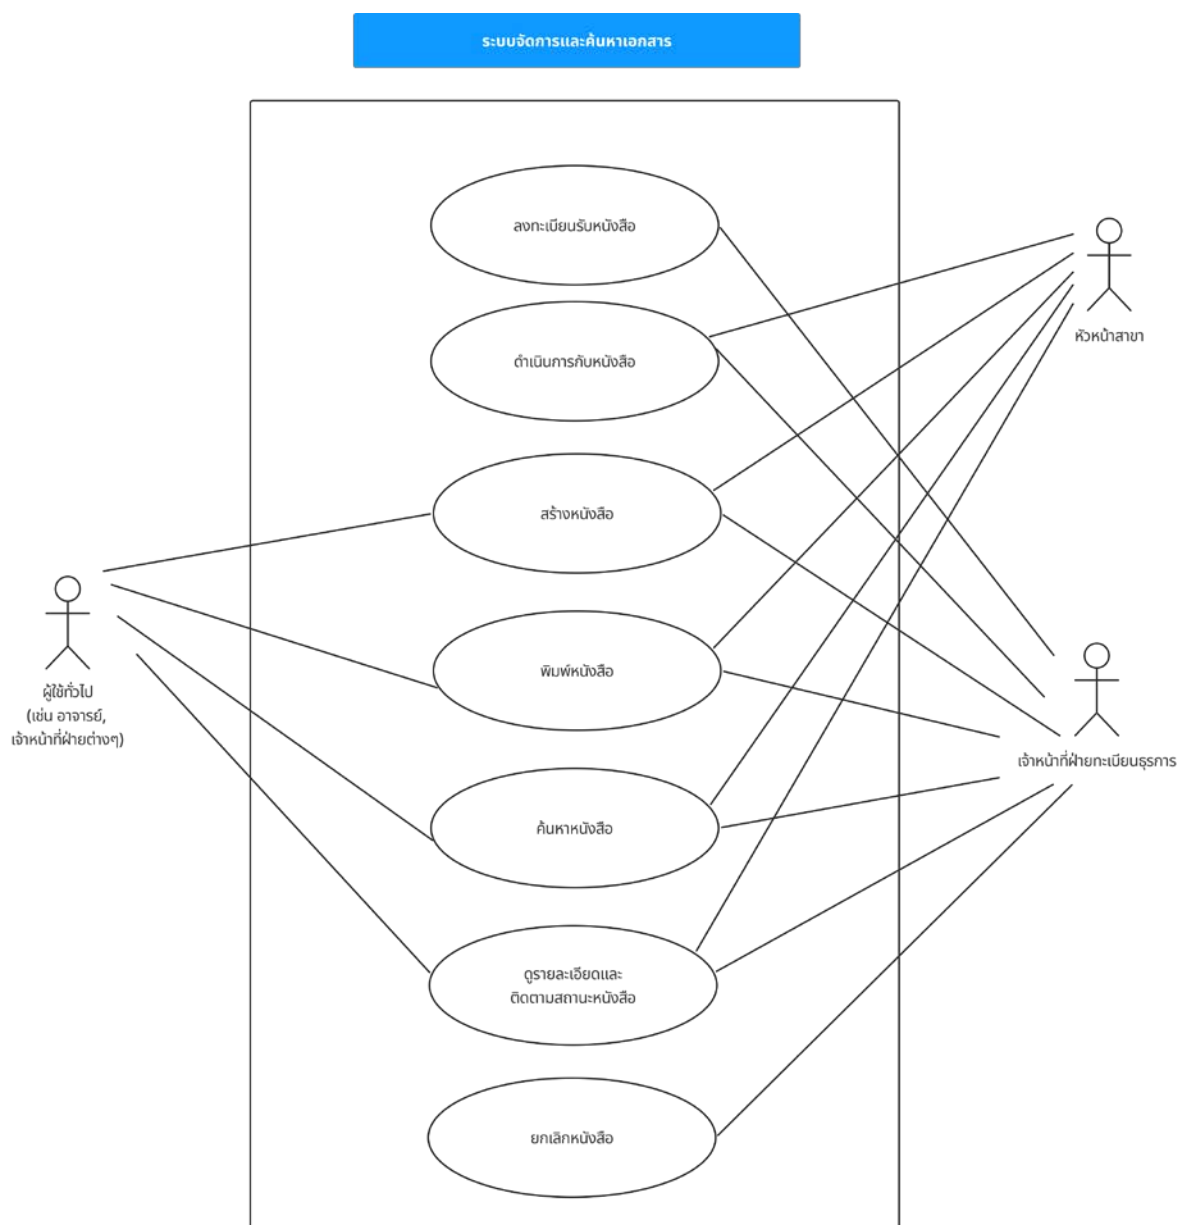 ระบบจัดการและค้นหาเอกสาร
ลงทะเบียนรับหนังสือ
ดำเนินการกับหนังสือ
หัวหน้าสาขา
สร้างหนังสือ
พิมพ์หนังสือ
ผู้ใช้ทั่วไป
(เช่น อาจารย์,
เจ้าหน้าที่ฝ่ายต่างๆ)
เจ้าหน้าที่ฝ่ายทะเบียนธุรการ
ค้นหาหนังสือ
ดูรายละเอียดและ
ติดตามสถานะหนังสือ
ยกเลิกหนังสือ